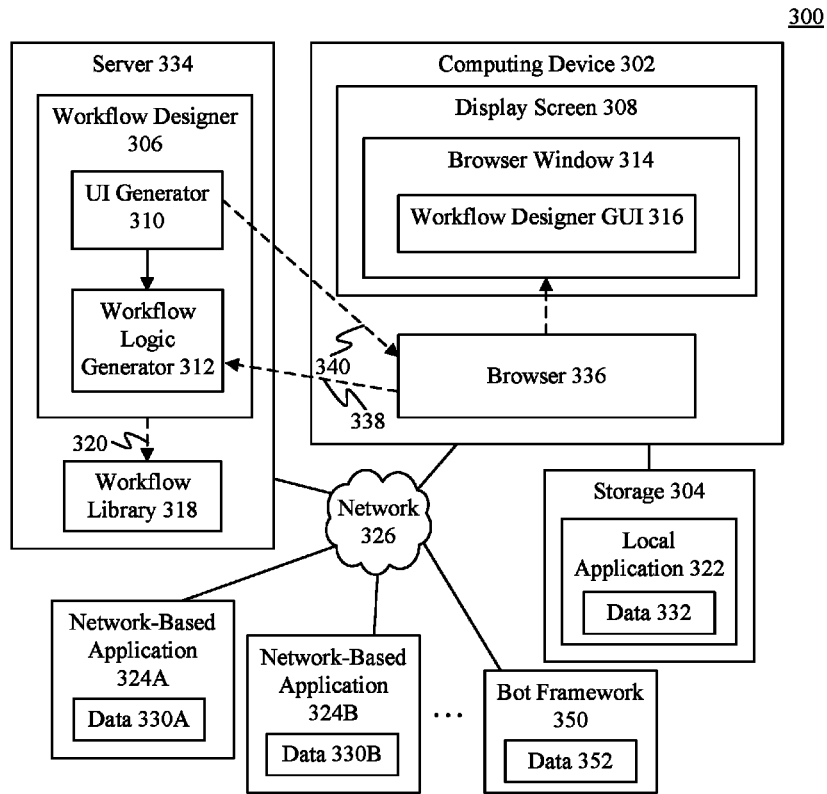 300
Server 334
Workflow Designer
306
UI Generator
310
Workflow
Logic
Generator 312
320
Workflow
Library 318
Computing Device 302
Display Screen 308
Browser Window 314
Workflow Designer GUI 316
Browser 336
340
338
Network
326
Storage 304
Local
Application 322
Data 332
Network-Based
Application
324A
Data 330A
Network-Based
Application
324B
Data 330B
...
Bot Framework
350
Data 352